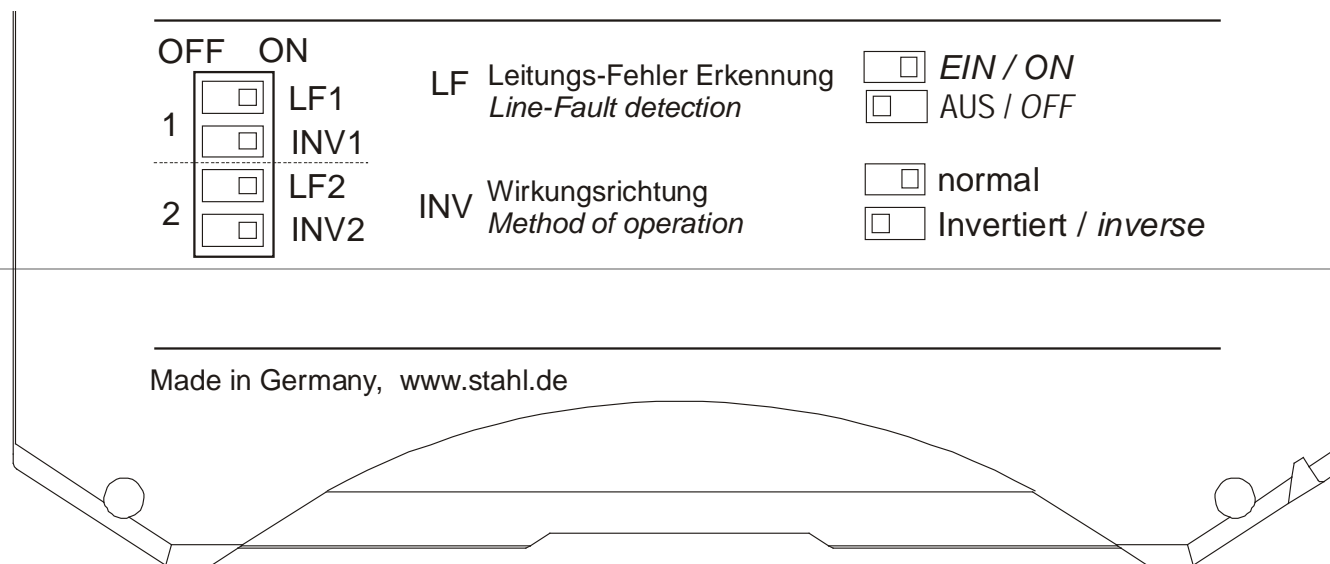 OFF ON
1
LF1
INV1
2
LF2
INV2
LF Leitungs-Fehler Erkennung
Line-Fault detection
EIN / ON
AUS / OFF
INV Wirkungsrichtung
Method of operation
normal
Invertiert / inverse
Made in Germany, www.stahl.de